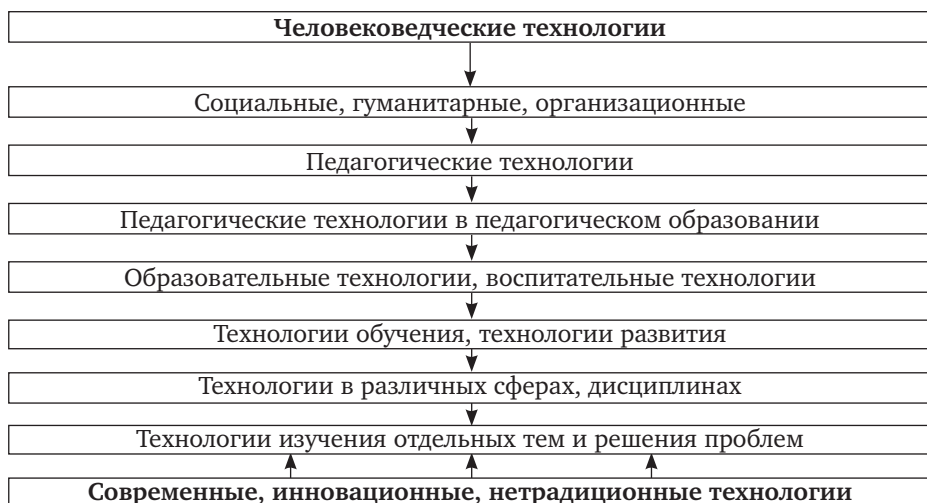 Человековедческие технологии
Социальные, гуманитарные, организационные
Педагогические технологии
Педагогические технологии в педагогическом образовании
Образовательные технологии, воспитательные технологии
Технологии обучения, технологии развития
Технологии в различных сферах, дисциплинах
Технологии изучения отдельных тем и решения проблем
Современные, инновационные, нетрадиционные технологии